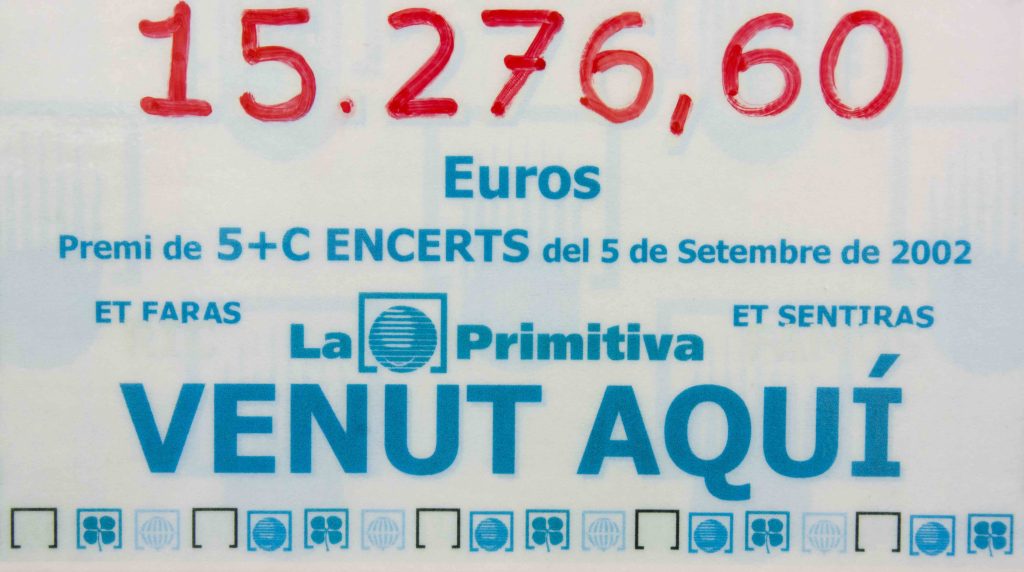 15.276,60
Euros
Premi de 5+C ENCERTS del 5 de Setembre de 2002
ET FARAS
ET SENTIRAS
La Primitiva
VENUT AQUÍ